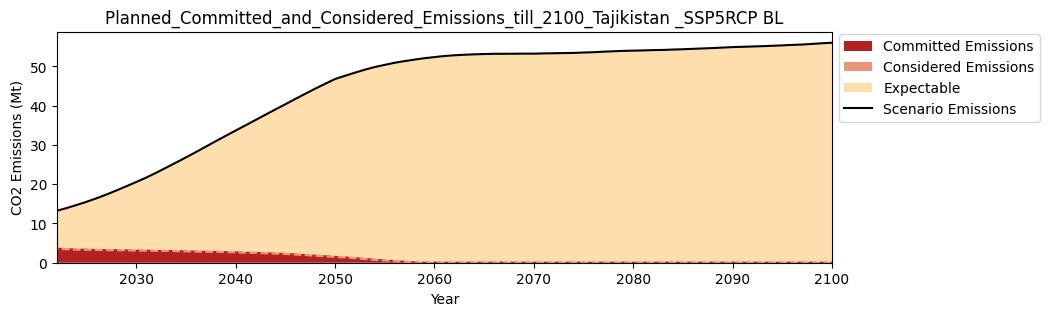 Planned_Committed_and_Considered_Emissions_till_2100_Tajikistan _SSP5RCP BL
Committed Emissions
Considered Emissions
Expectable
Scenario Emissions
CO2 Emissions (Mt)
50
40
30
20
10
0
2030 2040 2050 2060 2070 2080 2090 2100
Year